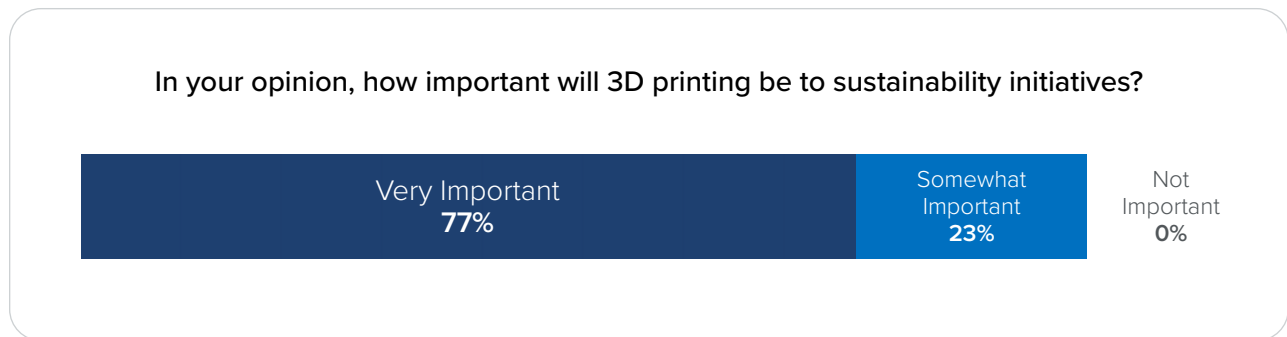 In your opinion, how important will 3D printing be to sustainability initiatives?
Very Important
77%
Somewhat
Important
23%
Not
Important
0%